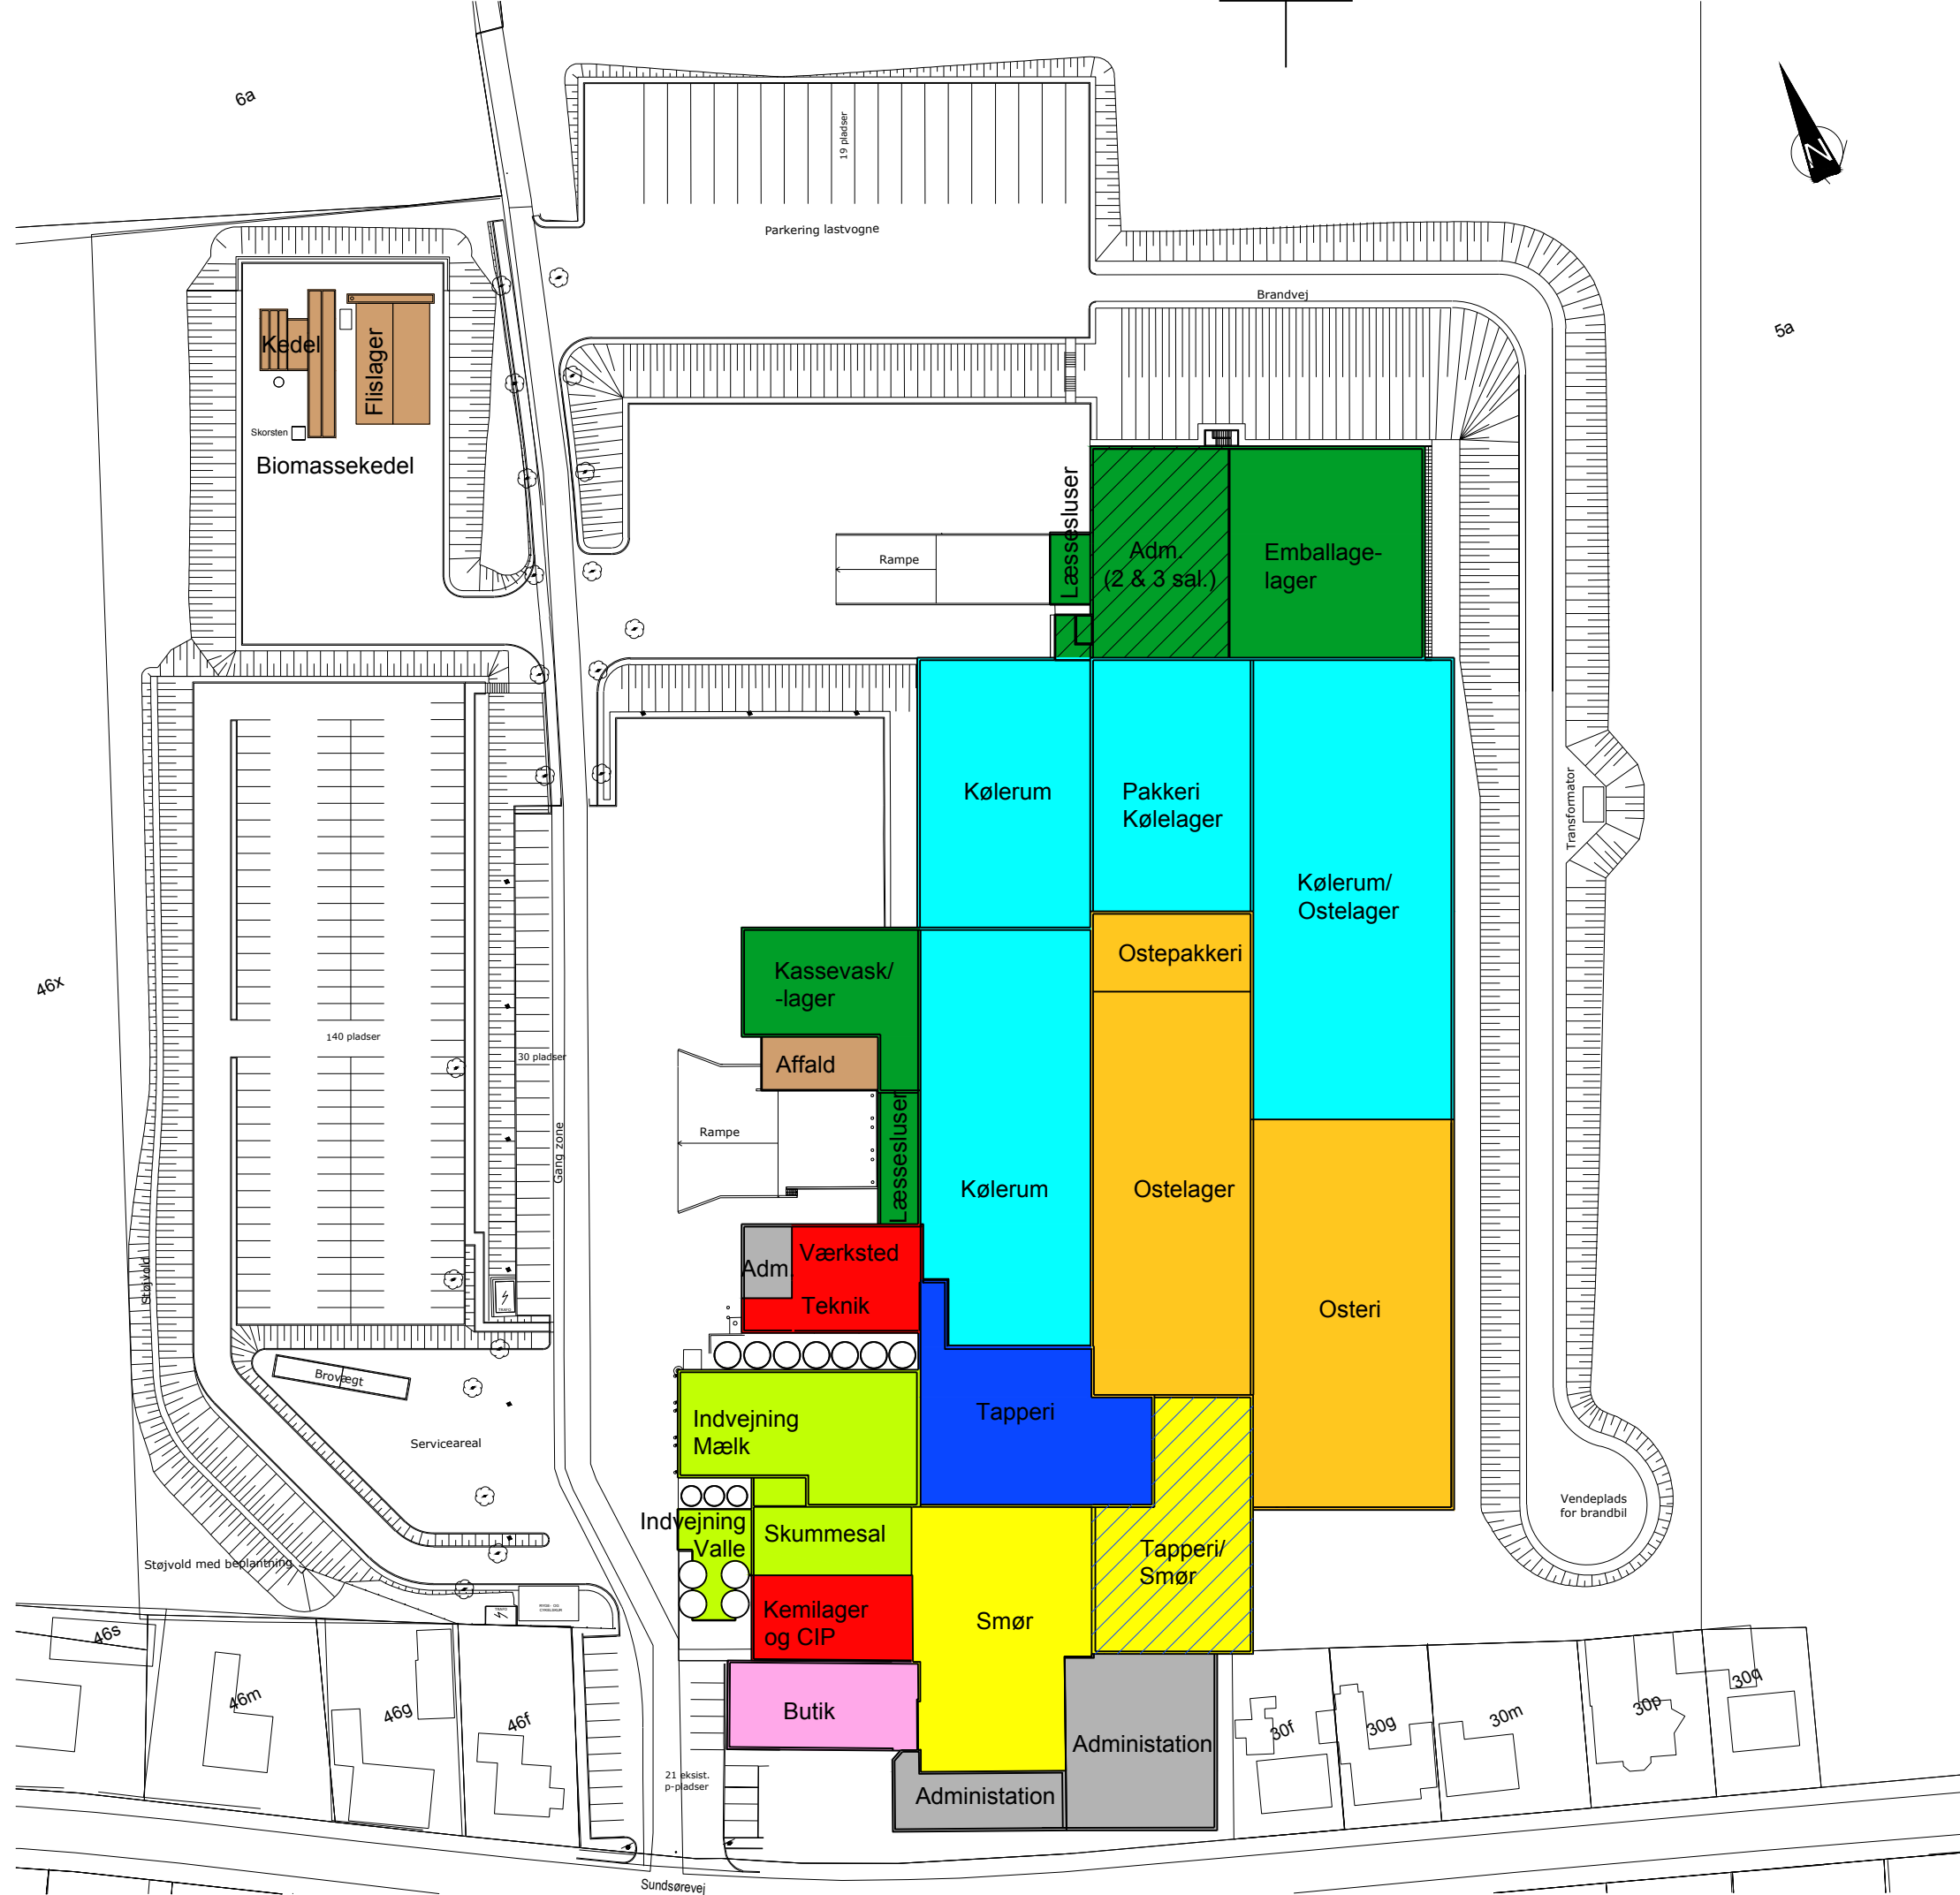 6a
19 pladser
Parkering lastvogne
N
Brandvej
5a
Kedel
Flislager
Skorsten
Biomassekedel
Læssesluser
Rampe
Adm.
(2 & 3 sal.)
Emballage-
lager
Kølerum
Pakkeri
Kølelager
Transformator
Kølerum/
Ostelager
Ostepakkeri
Kassevask/
-lager
46x
140 pladser
30 pladser
Affald
Rampe
Læssesluser
Gang zone
Kølerum
Ostelager
Støjvold
Adm.
Værksted
Teknik
Osteri
Brovægt
Serviceareal
Indvejning
Mælk
Tapperi
Vendeplads
for brandbil
Indvejning
Valle
Skummesal
Tapperi/
Smør
Støjvold med beplantning
Kemilager
og CIP
Smør
46s
46m
46g
46f
Butik
Administation
30f
30g
30m
30p
30q
21 eksist.
p-pladser
Administation
Sundsørevej